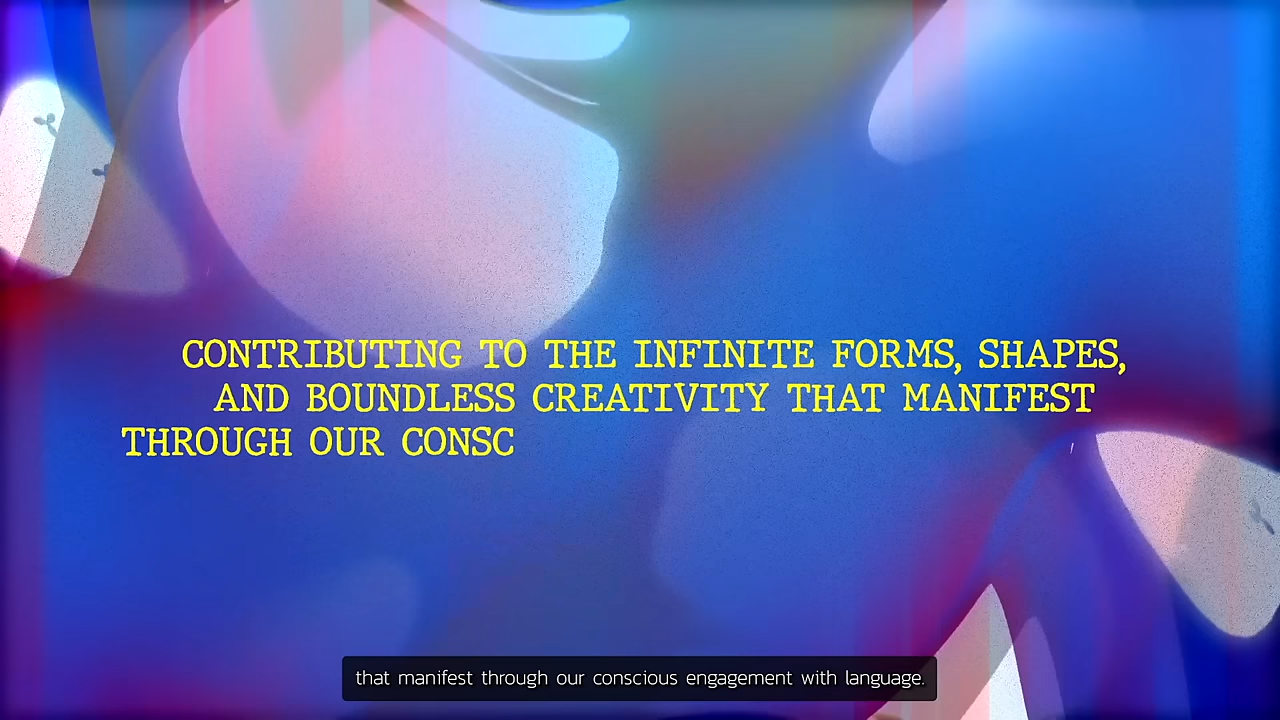 CONTRIBUTING TO THE INFINITE FORMS, SHAPES,
AND BOUNDLESS CREATIVITY THAT MANIFEST
THROUGH OUR CONSC
that manifest through our conscious engagement with language.